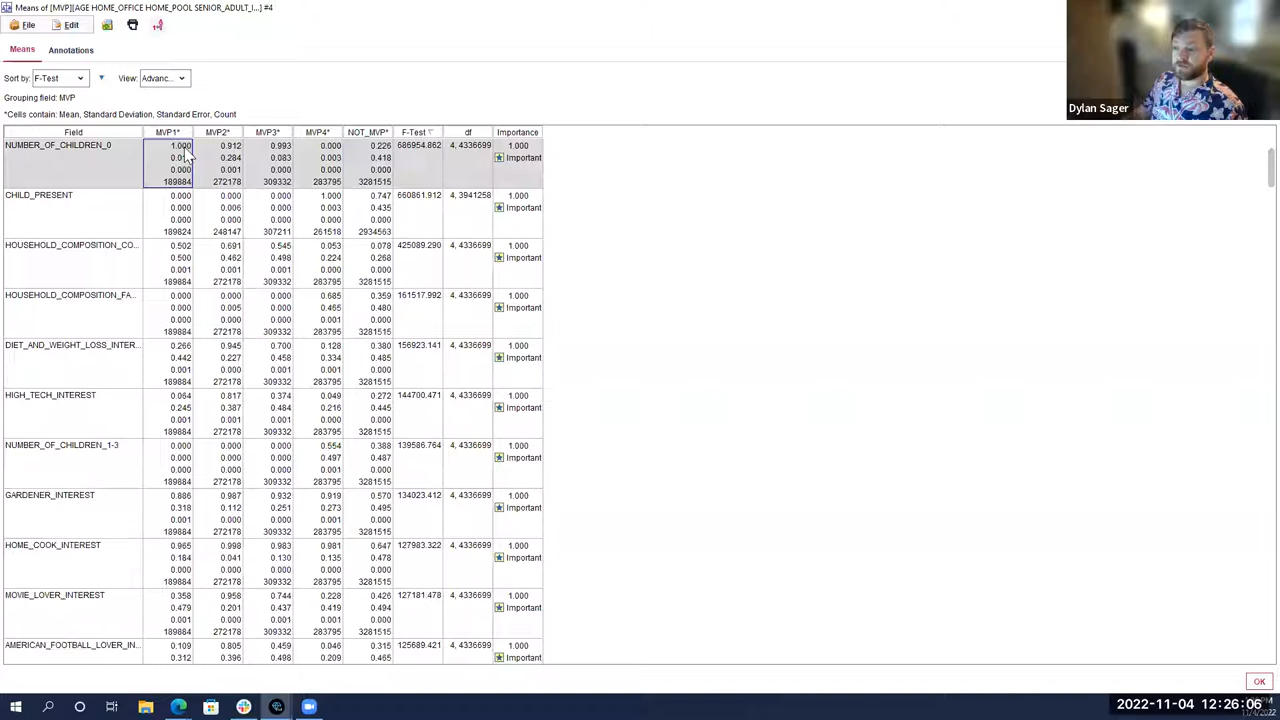 Means of [MVP][AGE HOME_OFFICE HOME_POOL SENIOR_ADULT_I...] #4
File Edit
Means Annotations
Sort by: F-Test View: Advanc...
Grouping field: MVP
*Cells contain: Mean, Standard Deviation, Standard Error, Count
Field MVP1* MVP2* MVP3* MVP4* NOT_MVP* F-Test df Importance
NUMBER_OF_CHILDREN_0 1.000 0.912 0.993 0.000 0.226 686954.862 4, 4336699 1.000
0.284 0.083 0.003 0.418 Important
0.000 0.001 0.000 0.000 0.000
189884 272178 309332 283795 3281515
CHILD_PRESENT 0.000 0.000 0.000 1.000 0.747 660861.912 4, 3941258 1.000
0.000 0.006 0.000 0.003 0.435 Important
0.000 0.000 0.000 0.000 0.000
189824 248147 307211 261518 2934563
HOUSEHOLD_COMPOSITION_CO... 0.502 0.691 0.545 0.053 0.078 425089.290 4, 4336699 1.000
0.500 0.462 0.498 0.224 0.268 Important
0.001 0.001 0.001 0.000 0.000
189884 272178 309332 283795 3281515
HOUSEHOLD_COMPOSITION_FA... 0.000 0.000 0.000 0.685 0.359 161517.992 4, 4336699 1.000
0.000 0.005 0.000 0.465 0.480 Important
0.000 0.000 0.000 0.001 0.000
189884 272178 309332 283795 3281515
DIET_AND_WEIGHT_LOSS_INTER... 0.266 0.945 0.700 0.128 0.380 156923.141 4, 4336699 1.000
0.442 0.227 0.458 0.334 0.485 Important
0.001 0.000 0.001 0.001 0.000
189884 272178 309332 283795 3281515
HIGH_TECH_INTEREST 0.064 0.817 0.374 0.049 0.272 144700.471 4, 4336699 1.000
0.245 0.387 0.484 0.216 0.445 Important
0.001 0.001 0.001 0.000 0.000
189884 272178 309332 283795 3281515
NUMBER_OF_CHILDREN_1-3 0.000 0.000 0.000 0.554 0.388 139586.764 4, 4336699 1.000
0.000 0.000 0.000 0.497 0.487 Important
0.000 0.000 0.000 0.001 0.000
189884 272178 309332 283795 3281515
GARDENER_INTEREST 0.886 0.987 0.932 0.919 0.570 134023.412 4, 4336699 1.000
0.318 0.112 0.251 0.273 0.495 Important
0.001 0.000 0.000 0.001 0.000
189884 272178 309332 283795 3281515
HOME_COOK_INTEREST 0.965 0.998 0.983 0.981 0.647 127983.322 4, 4336699 1.000
0.184 0.041 0.130 0.135 0.478 Important
0.000 0.000 0.000 0.000 0.000
189884 272178 309332 283795 3281515
MOVIE_LOVER_INTEREST 0.358 0.958 0.744 0.228 0.426 127181.478 4, 4336699 1.000
0.479 0.201 0.437 0.419 0.494 Important
0.001 0.000 0.001 0.001 0.000
189884 272178 309332 283795 3281515
AMERICAN_FOOTBALL_LOVER_IN... 0.109 0.805 0.459 0.046 0.315 125689.421 4, 4336699 1.000
0.312 0.396 0.498 0.209 0.465 Important
Dylan Sager
OK
2022-11-04 12:26:06